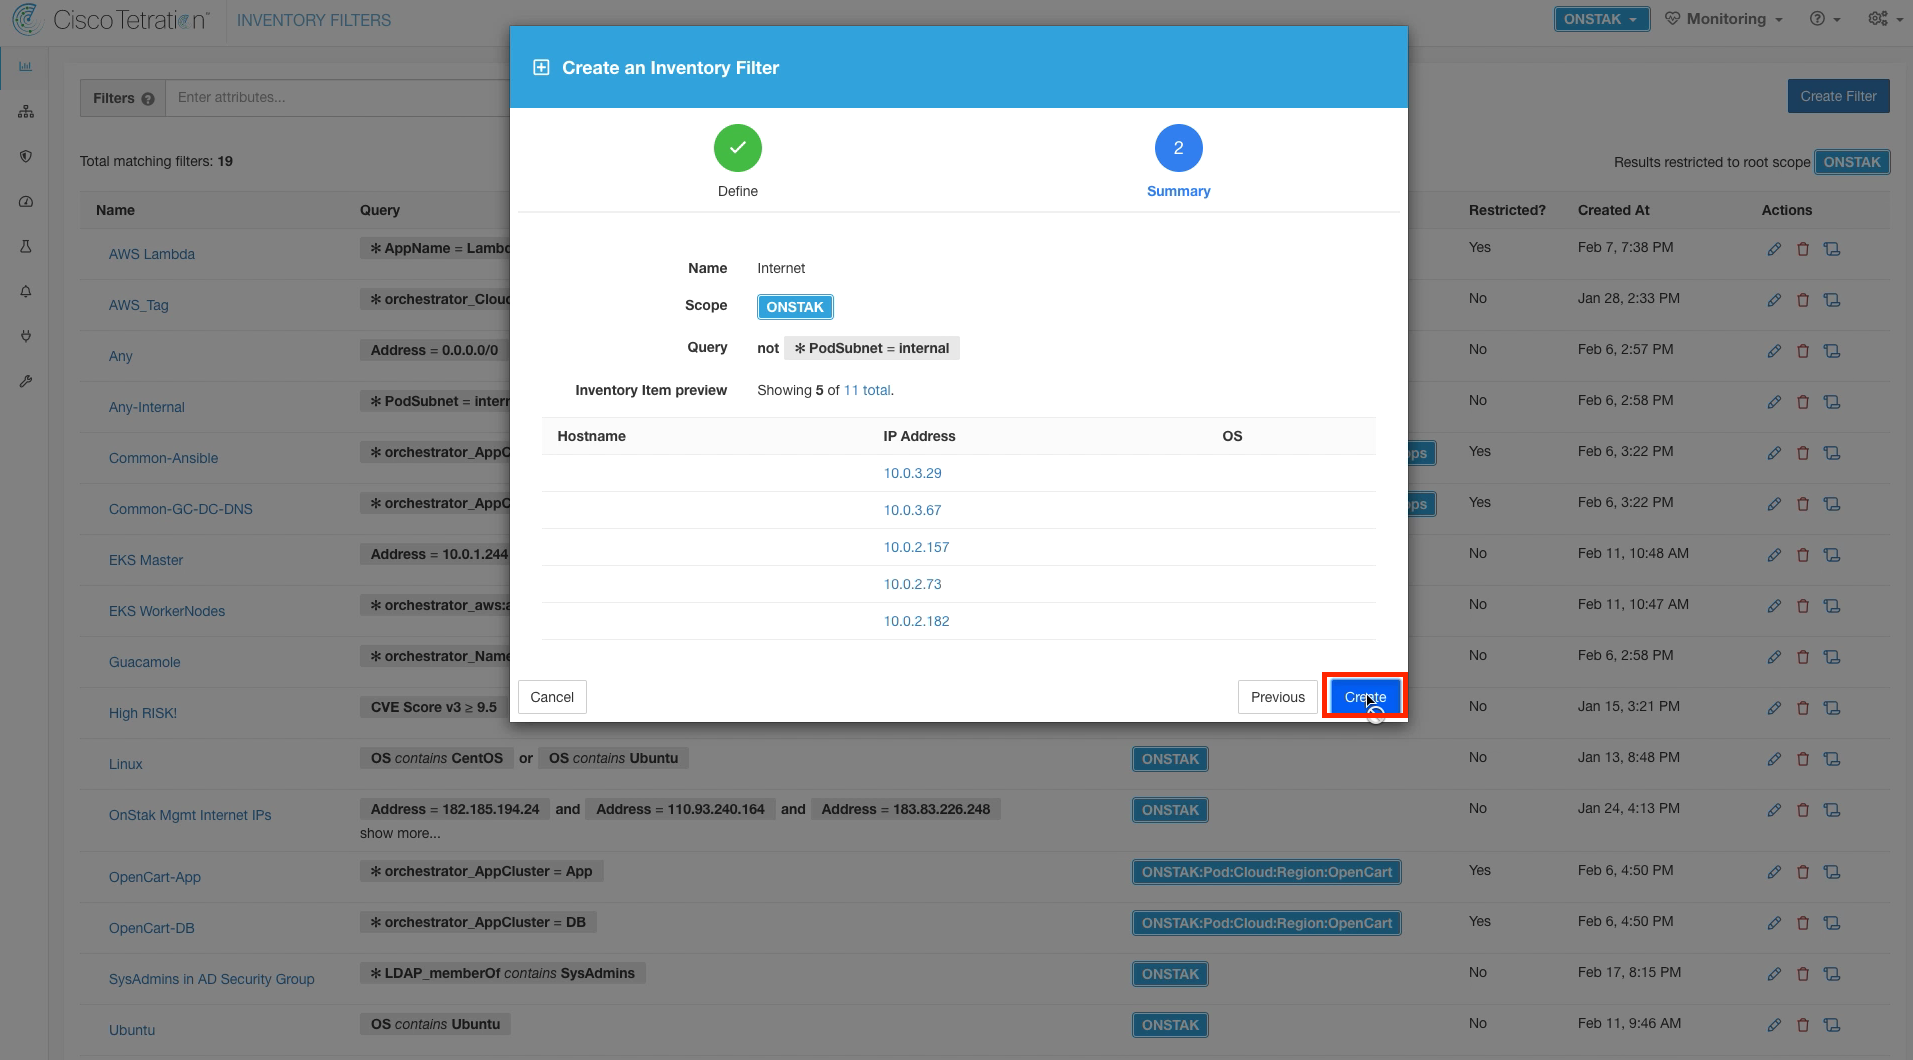 Cisco Tetration™ INVENTORY FILTERS ONSTAK Monitoring
Create an Inventory Filter
Filters Enter attributes... Create Filter
2
Define Summary
Total matching filters: 19 Results restricted to root scope ONSTAK
Name Query Restricted? Created At Actions
Name Internet
Scope ONSTAK
Query not * PodSubnet = internal
Inventory Item preview Showing 5 of 11 total.
Hostname IP Address OS
10.0.3.29
10.0.3.67
10.0.2.157
10.0.2.73
10.0.2.182
Cancel Previous Create
AWS Lambda * AppName = Lambd Yes Feb 7, 7:38 PM
AWS_Tag * orchestrator_Cloud No Jan 28, 2:33 PM
Any Address = 0.0.0.0/0 No Feb 6, 2:57 PM
Any-Internal * PodSubnet = intern No Feb 6, 2:58 PM
Common-Ansible * orchestrator_AppC ops Yes Feb 6, 3:22 PM
Common-GC-DC-DNS * orchestrator_AppC ops Yes Feb 6, 3:22 PM
EKS Master Address = 10.0.1.244 No Feb 11, 10:48 AM
EKS WorkerNodes * orchestrator_aws:a No Feb 11, 10:47 AM
Guacamole * orchestrator_Name No Feb 6, 2:58 PM
High RISK! CVE Score v3 ≥ 9.5 No Jan 15, 3:21 PM
Linux OS contains CentOS or OS contains Ubuntu ONSTAK No Jan 13, 8:48 PM
OnStak Mgmt Internet IPs Address = 182.185.194.24 and Address = 110.93.240.164 and Address = 183.83.226.248 ONSTAK No Jan 24, 4:13 PM
show more...
OpenCart-App * orchestrator_AppCluster = App ONSTAK:Pod:Cloud:Region:OpenCart Yes Feb 6, 4:50 PM
OpenCart-DB * orchestrator_AppCluster = DB ONSTAK:Pod:Cloud:Region:OpenCart Yes Feb 6, 4:50 PM
SysAdmins in AD Security Group * LDAP_memberOf contains SysAdmins ONSTAK No Feb 17, 8:15 PM
Ubuntu OS contains Ubuntu ONSTAK No Feb 11, 9:46 AM